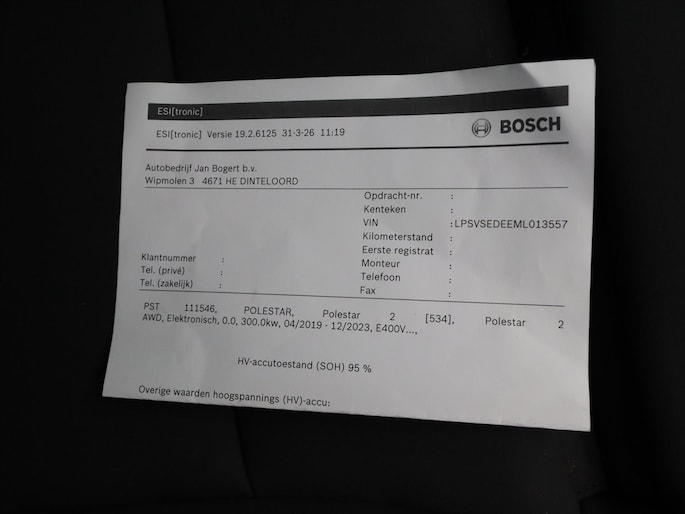 ESI[tronic]
ESI[tronic] Versie 19.2.6125 31-3-26 11:19
BOSCH
Autobedrijf Jan Bogert b.v.
Wipmolen 3 4671 HE DINTELOORD
Opdracht-nr. :
Kenteken :
VIN :LPSVSEDEEML013557
Kilometerstand :
Eerste registrat :
Klantnummer : Monteur :
Tel. (privé) : Telefoon :
Tel. (zakelijk) : Fax :
PST 111546, POLESTAR, Polestar 2 [534], Polestar 2
AWD, Elektronisch, 0.0, 300.0kw, 04/2019 - 12/2023, E400V...,
HV-accutoestand (SOH) 95 %
Overige waarden hoogspannings (HV)-accu: